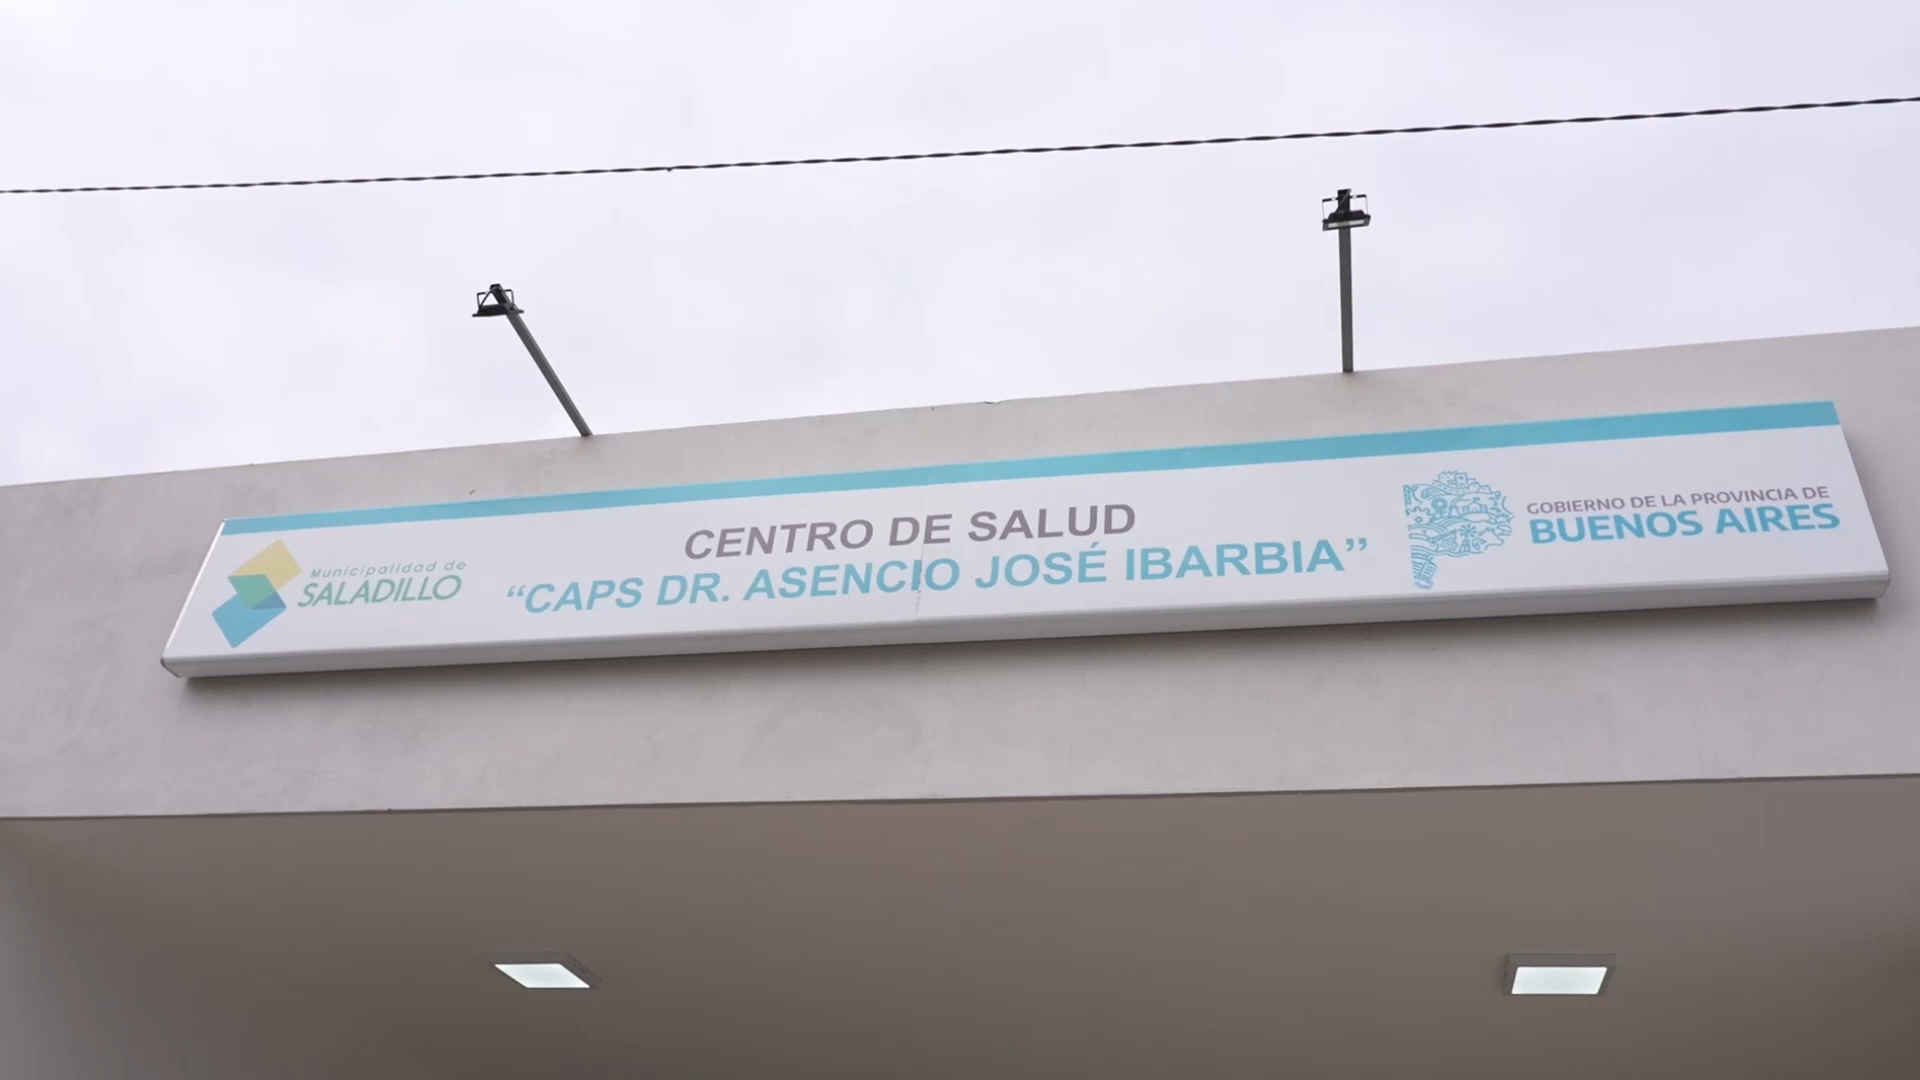 Municipalidad de
SALADILLO
CENTRO DE SALUD
“CAPS DR. ASENCIO JOSÉ IBARBIA”
GOBIERNO DE LA PROVINCIA DE
BUENOS AIRES